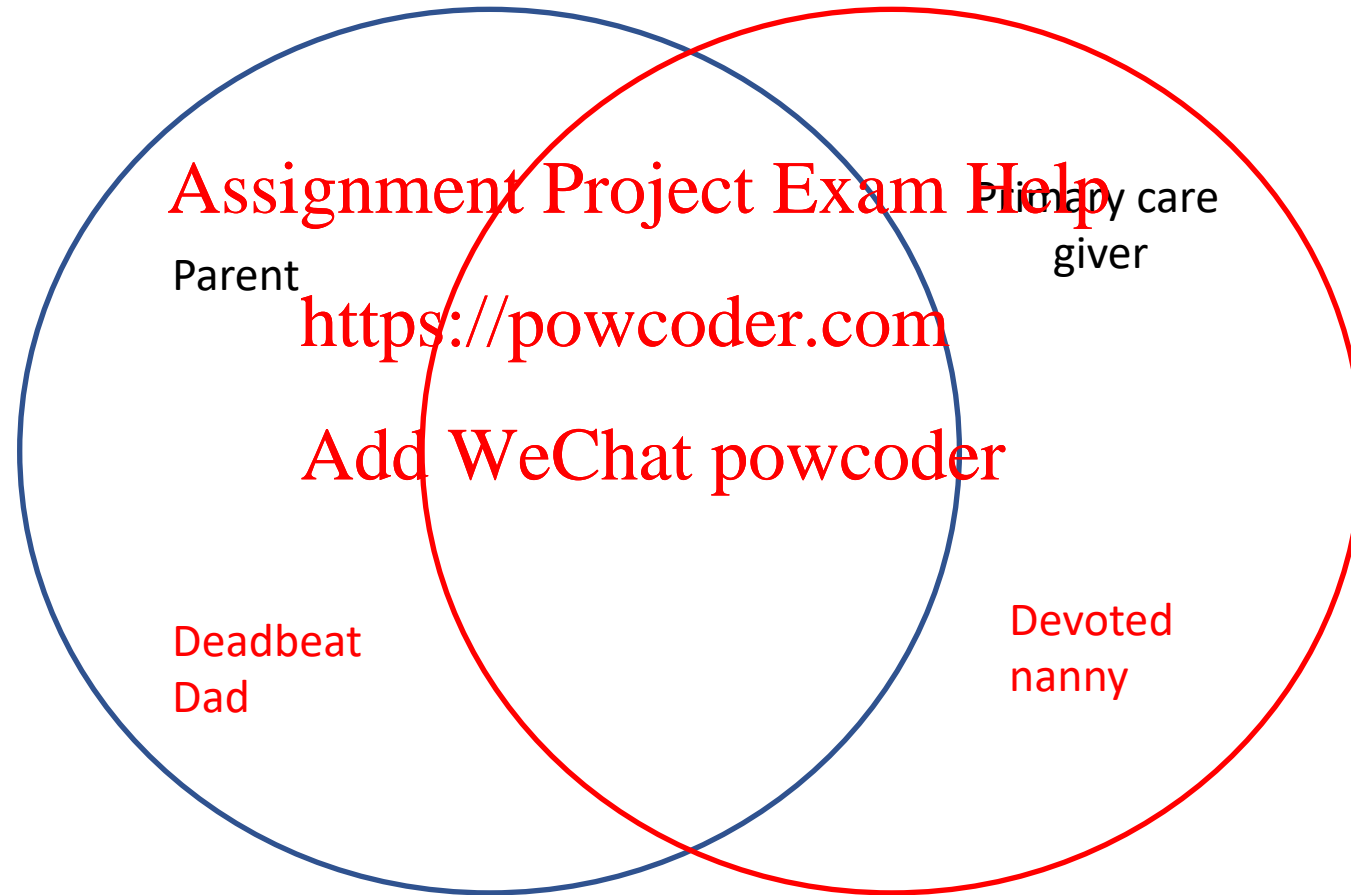 Assignment Project Exam Help
Primary care
giver
Parent
https://powcoder.com
Add WeChat powcoder
Deadbeat
Dad
Devoted
nanny